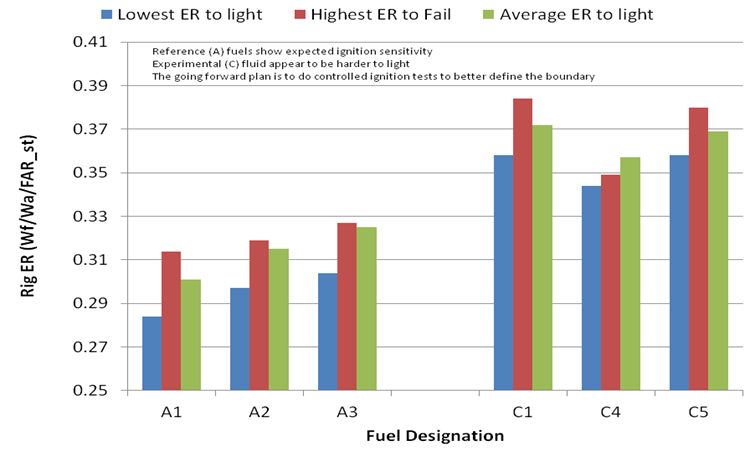 Lowest ER to light Highest ER to Fail Average ER to light
0.41
Reference (A) fuels show expected ignition sensitivity
Experimental (C) fluid appear to be harder to light
The going forward plan is to do controlled ignition tests to better define the boundary
0.39
0.37
0.35
0.33
0.31
0.29
0.27
0.25
Rig ER (Wf/Wa/FAR_st)
A1 A2 A3 C1 C4 C5
Fuel Designation